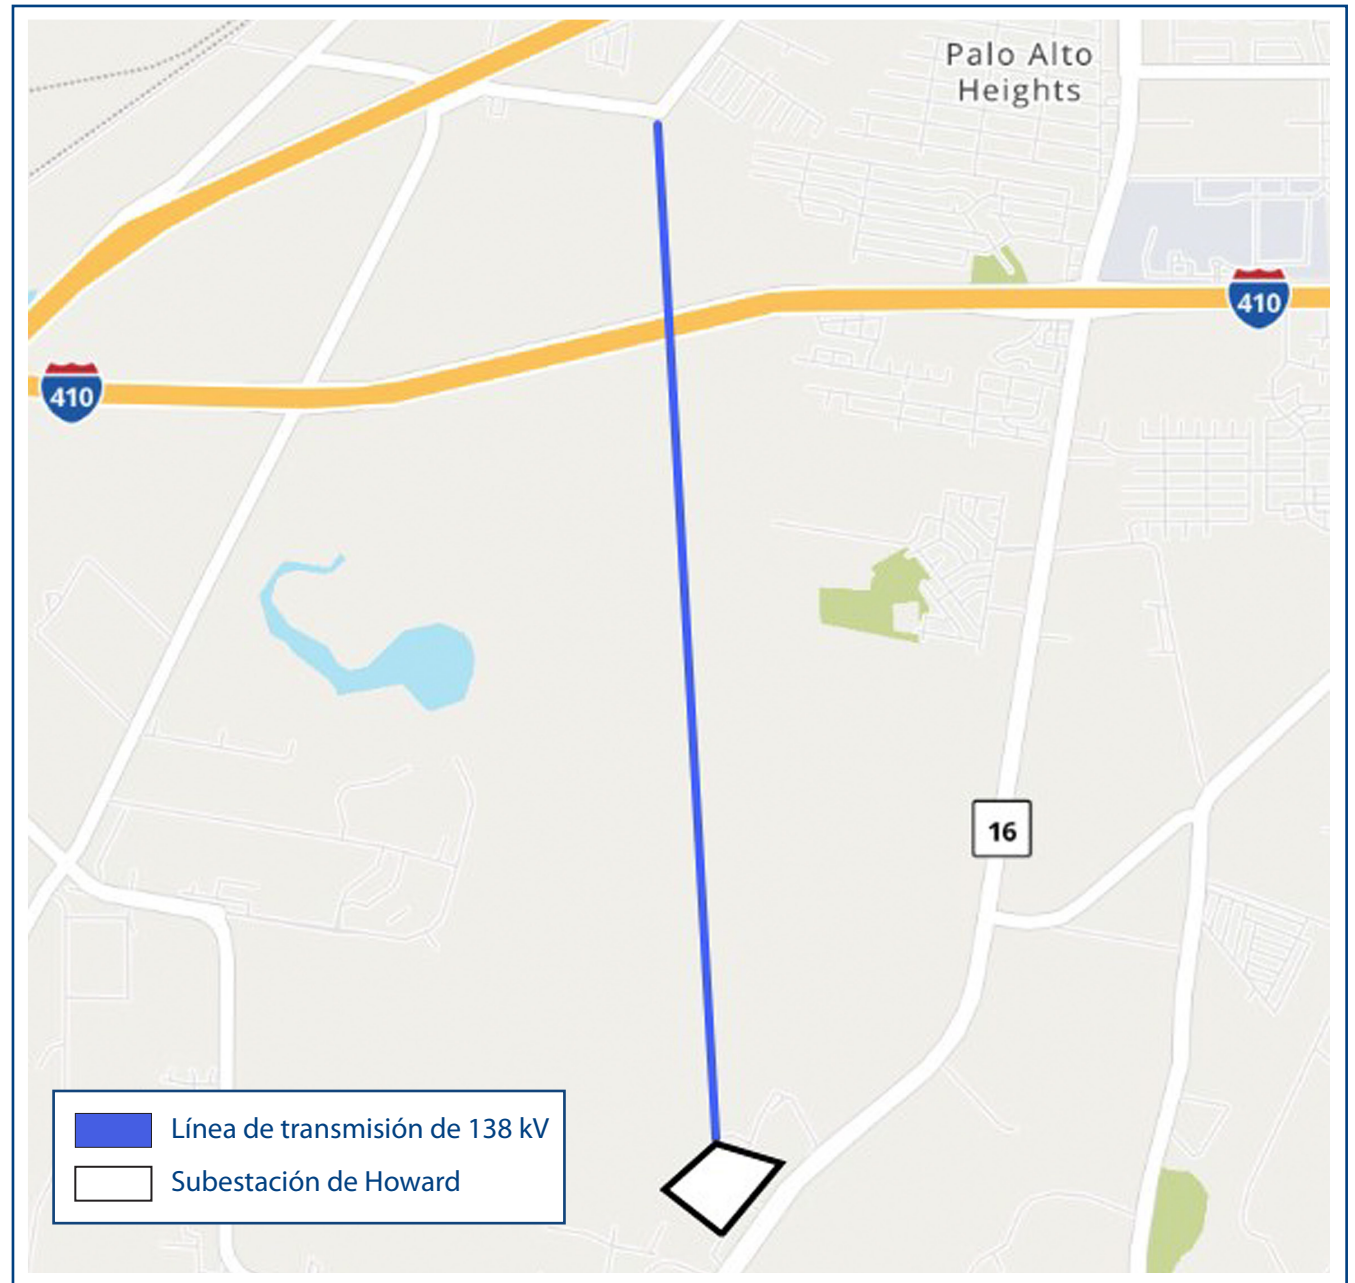 Palo Alto
Heights
410
410
16
Línea de transmisión de 138 kV
Subestación de Howard